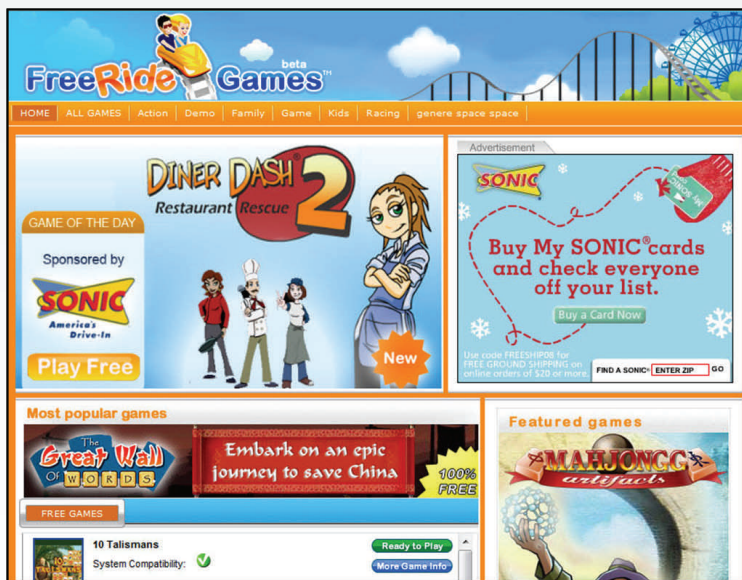 beta
FreeRide Games™
HOME ALL GAMES Action Demo Family Game Kids Racing genere space space
DINER DASH® 2
Restaurant Rescue
GAME OF THE DAY
Sponsored by
SONIC
America's
Drive-In
Play Free
New
Advertisement
SONIC
MY SONIC
Buy My SONIC® cards
and check everyone
off your list.
Buy a Card Now
Use code FREESHIP08 for
FREE GROUND SHIPPING on
online orders of $20 or more.
FIND A SONIC® ENTER ZIP GO
Most popular games
The
Great Wall
OF WORDS
Embark on an epic
journey to save China
100%
FREE
FREE GAMES
10 Talismans
Ready to Play
System Compatibility:
More Game Info
10
TALISMANS
Featured games
MAHJONGG
artifacts